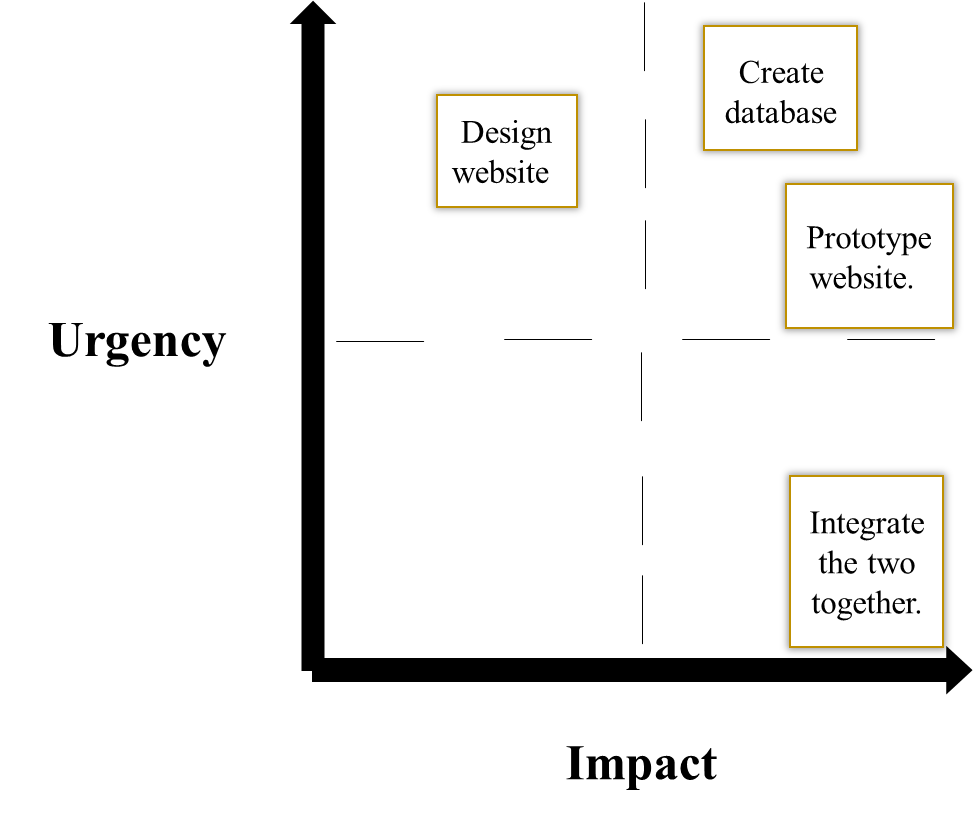 Create
database
Design
website
Prototype
website.
Urgency
Integrate
the two
together.
Impact